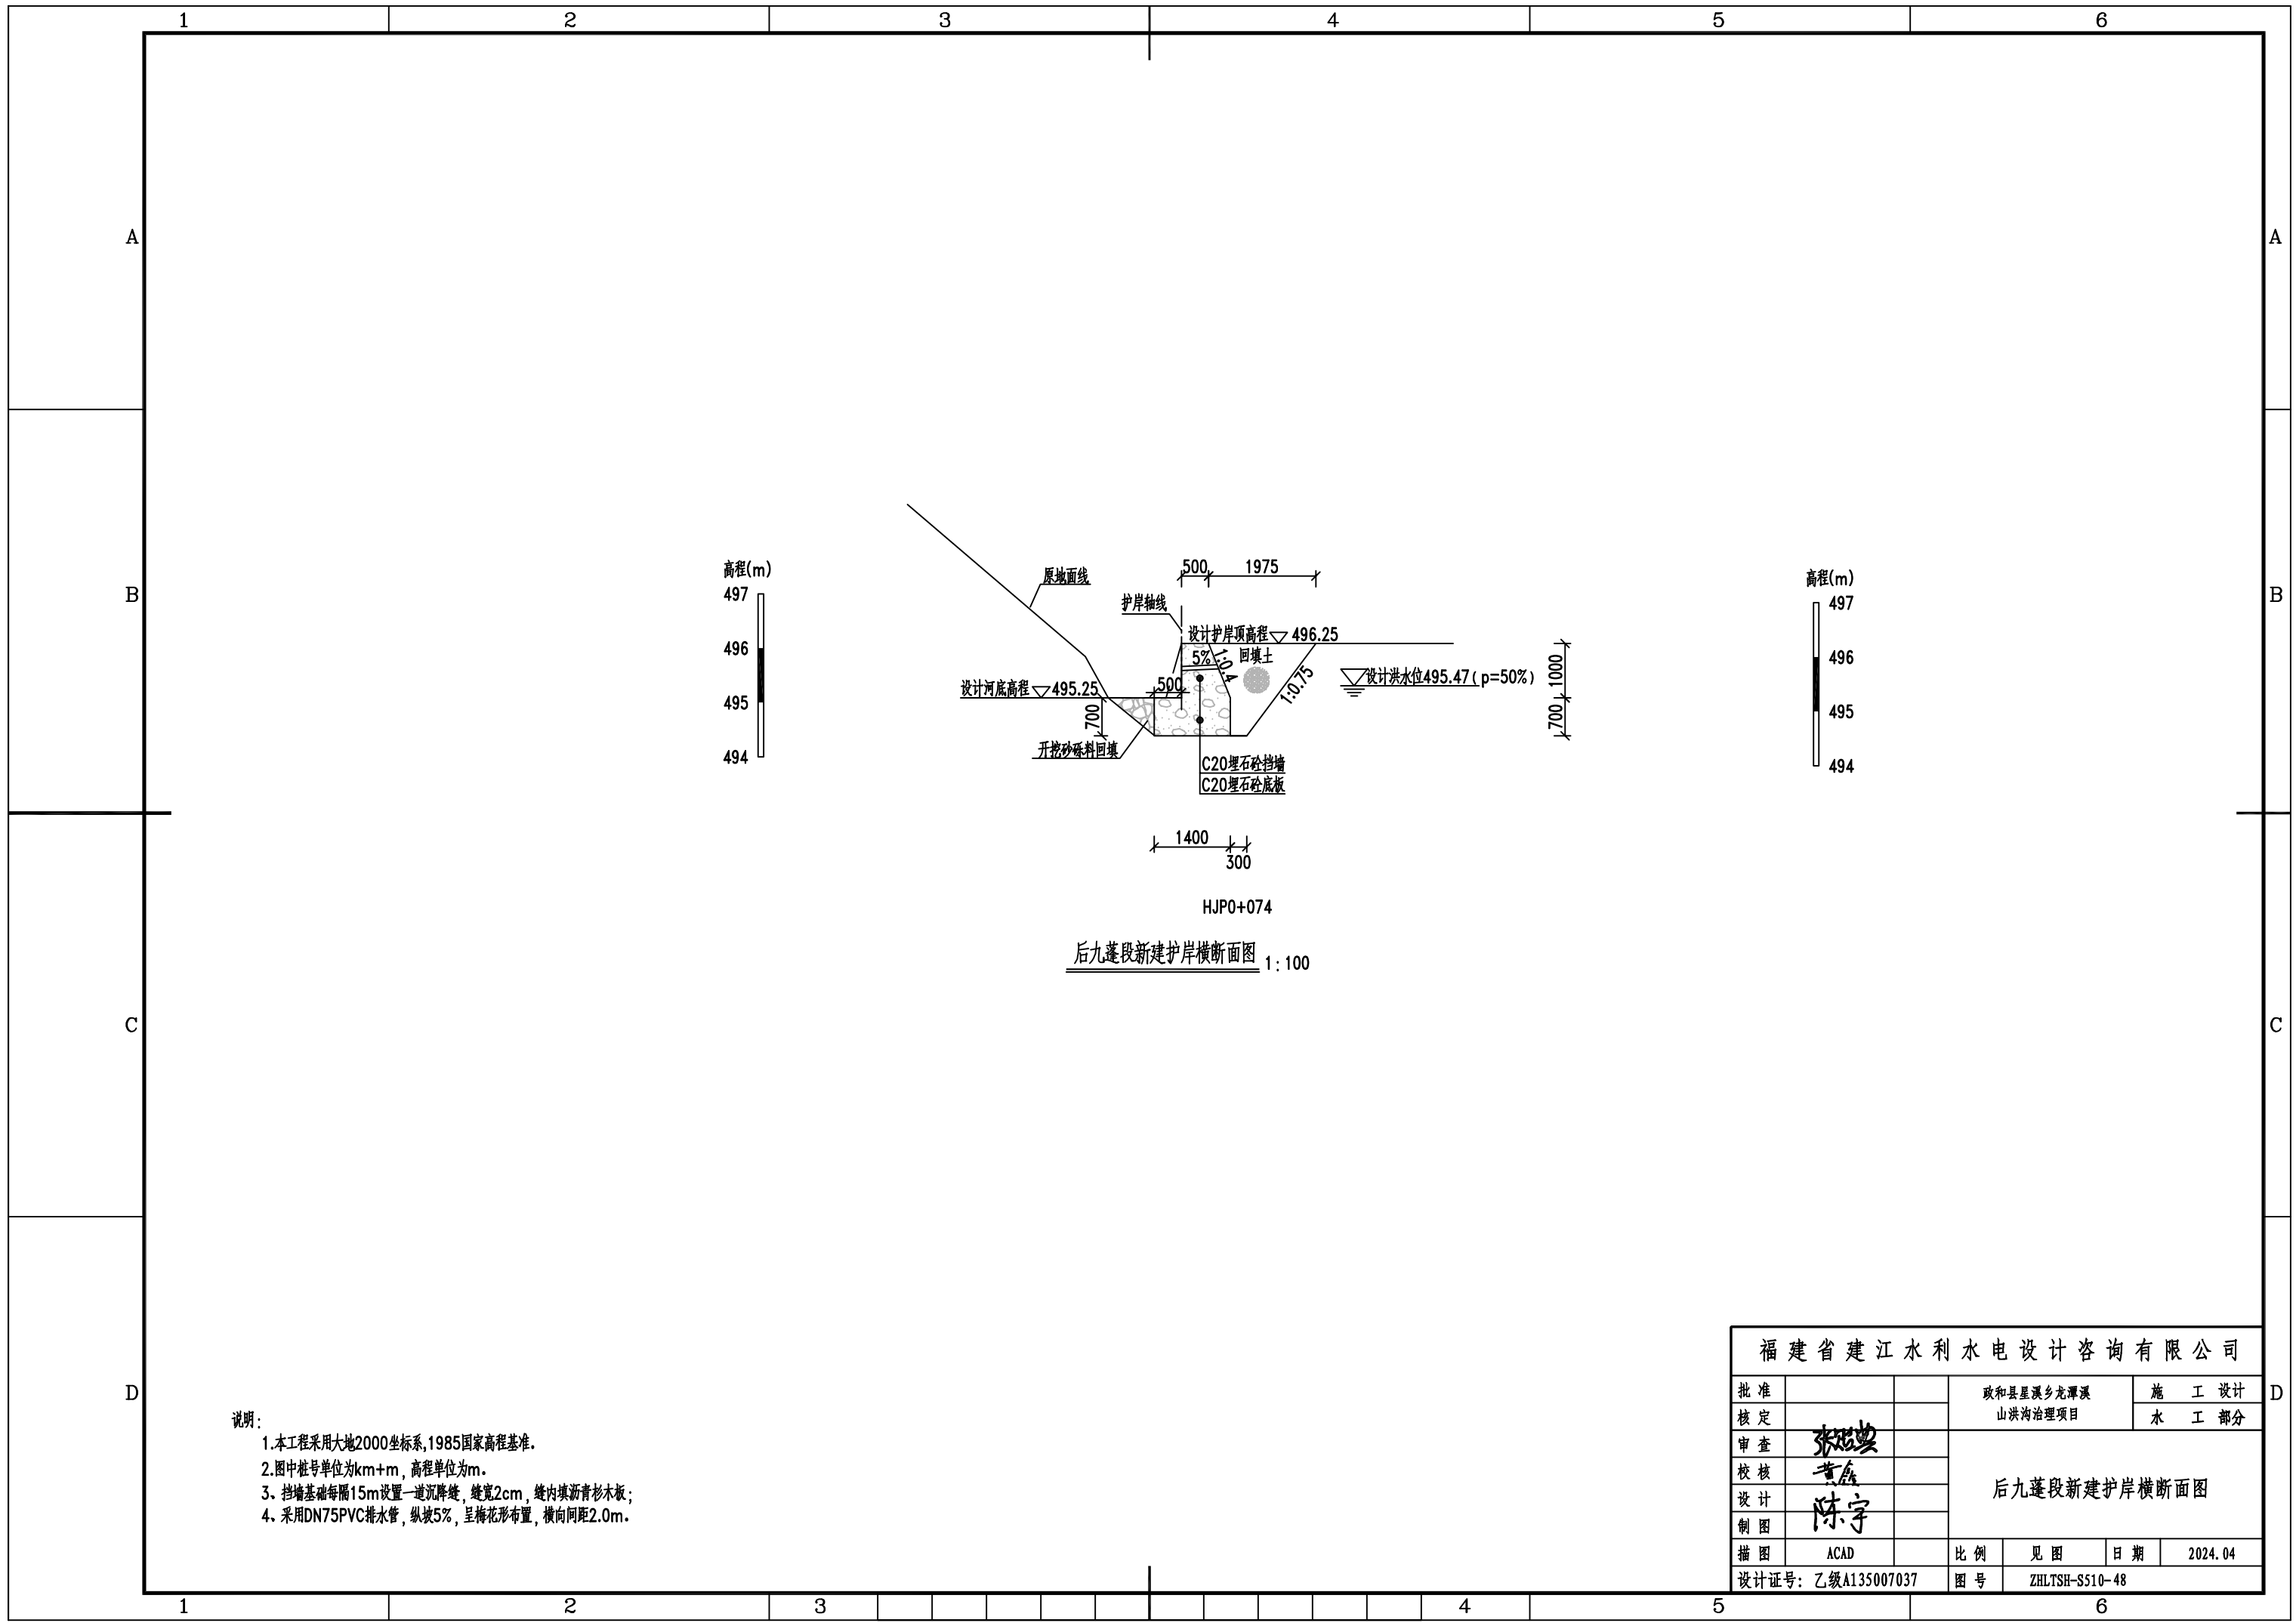 1 2 3 4 5 6
A A
高程(m)
497
496
495
494
原地面线
500 1975
护岸轴线
设计护岸顶高程 496.25
5% 1:0.4 回填土
1:0.75
设计洪水位495.47(p=50%)
设计河底高程 495.25
500
700
开挖砂砾料回填
C20埋石砼挡墙
C20埋石砼底板
1000
700
高程(m)
497
496
495
494
B B
1400
300
HJP0+074
后九蓬段新建护岸横断面图 1:100
C C
D D
说明:
1.本工程采用大地2000坐标系,1985国家高程基准。
2.图中桩号单位为km+m,高程单位为m。
3、挡墙基础每隔15m设置一道沉降缝,缝宽2cm,缝内填沥青杉木板;
4、采用DN75PVC排水管,纵坡5%,呈梅花形布置,横向间距2.0m。
福建省建江水利水电设计咨询有限公司
批准
核定
审查
校核 黄鑫
设计 陈宇
制图
描图 ACAD
政和县星溪乡龙潭溪
山洪沟治理项目
施 工 设计
水 工 部分
后九蓬段新建护岸横断面图
比例 见图 日期 2024.04
设计证号: 乙级A135007037 图号 ZHLTSH-S510-48
1 2 3 4 5 6